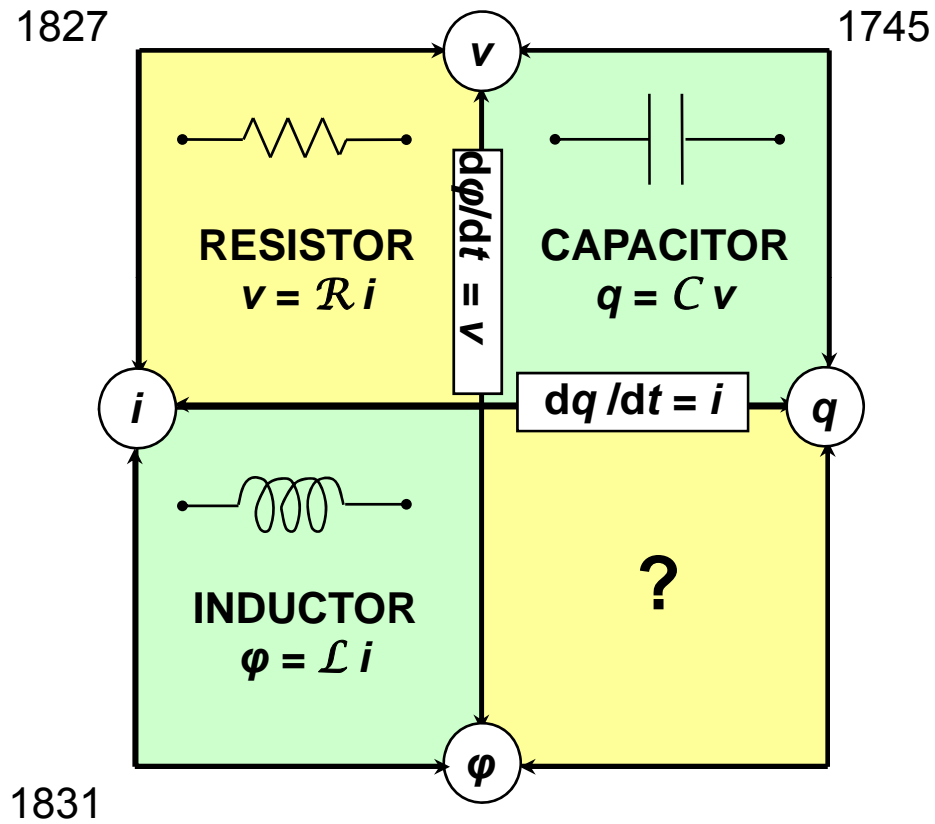 1827
1745
v
RESISTOR
v = ℛ i
dφ/dt = v
CAPACITOR
q = C v
i
dq /dt = i
q
INDUCTOR
φ = ℒ i
?
φ
1831